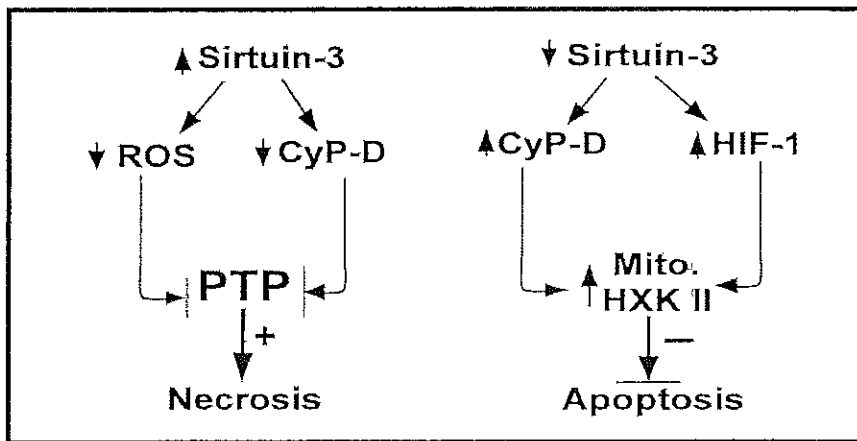 Sirtuin-3
ROS
CyP-D
PTP
+
Necrosis
Sirtuin-3
CyP-D
HIF-1
Mito.
HXK II
–
Apoptosis